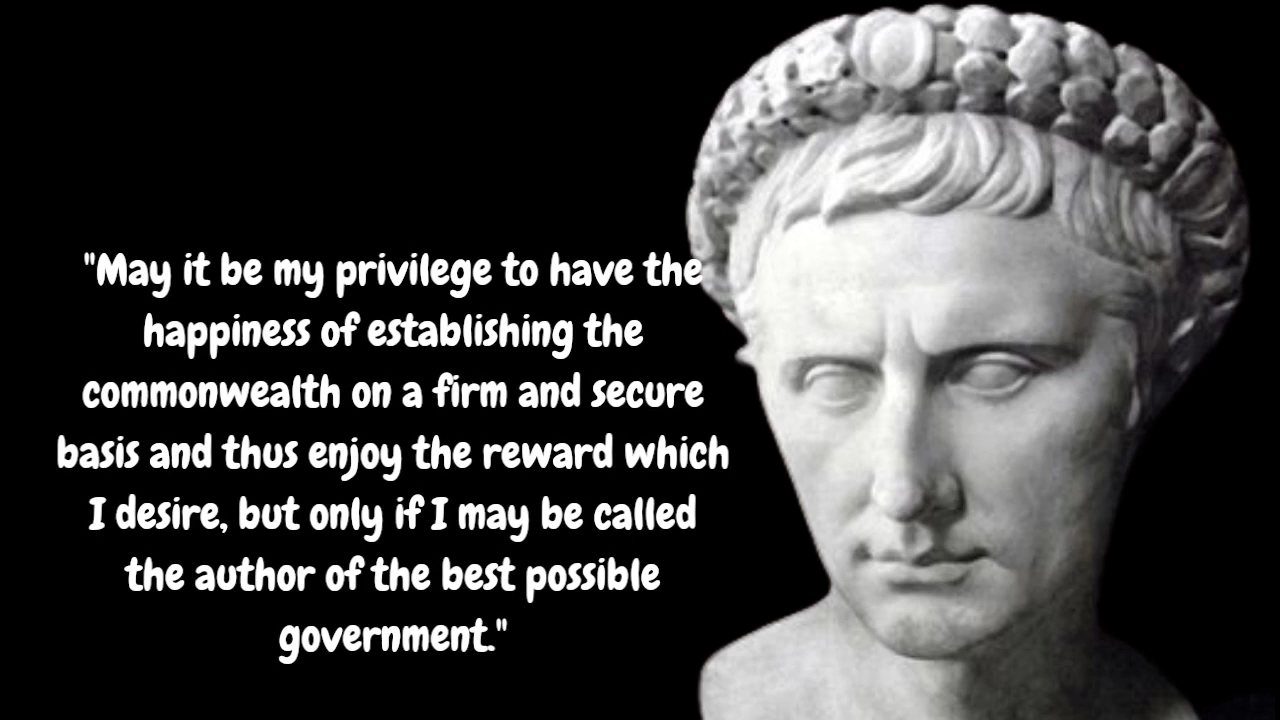 "May it be my privilege to have the
happiness of establishing the
commonwealth on a firm and secure
basis and thus enjoy the reward which
I desire, but only if I may be called
the author of the best possible
government."